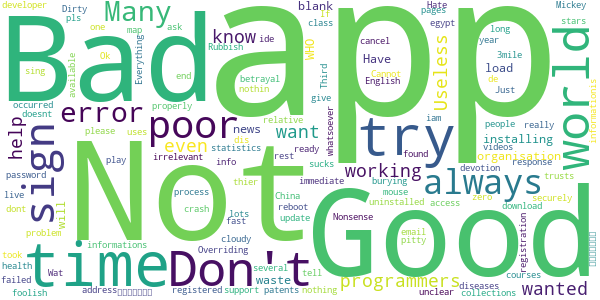 developer Dirty Many blank If Mickey
pls ask class pages Hate stars
one map know ide cancel long year
Rubbish Have Cannot 3mile
sing Ok Everything end betrayal load de
available nothin English Just
Bad app world
WHO Third Useless
occurred properly relative give iam
doesnt error poor news want try people really
help please uses even dis ready whatsoever installing
sign statistics rest found videos response
irrelevant info sucks working organisation
password play thier immediate burying always devotion trusts
live process China mouse zero
will Not reboot uninstalled access securely
dont crash lots update Good download
problem fast Nonsense registration informationis
time cloudy Overriding email
took informations Don't several tell pitty programmers courses wanted
health Wat waste diseases
failed registered support patents nothing unclear collections
foolish address